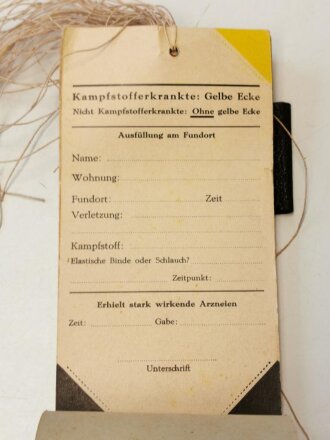 Kampfstofferkrankte: Gelbe Ecke
Nicht Kampfstofferkrankte: Ohne gelbe Ecke
Ausfüllung am Fundort
Name:
Wohnung:
Fundort: Zeit
Verletzung:
Kampfstoff:
Elastische Binde oder Schlauch?
Zeitpunkt:
Erhielt stark wirkende Arzneien
Zeit: Gabe:
Unterschrift